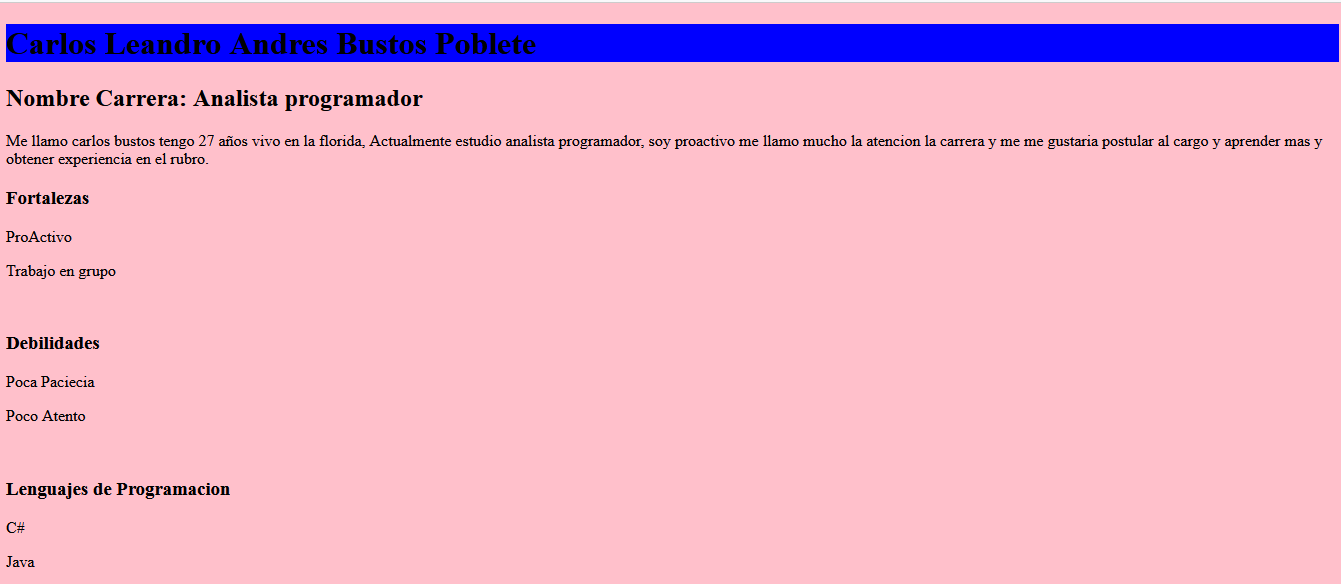 Carlos Leandro Andres Bustos Poblete
Nombre Carrera: Analista programador
Me llamo carlos bustos tengo 27 años vivo en la florida, Actualmente estudio analista programador, soy proactivo me llamo mucho la atencion la carrera y me me gustaria postular al cargo y aprender mas y
obtener experiencia en el rubro.
Fortalezas
ProActivo
Trabajo en grupo
Debilidades
Poca Paciecia
Poco Atento
Lenguajes de Programacion
C#
Java